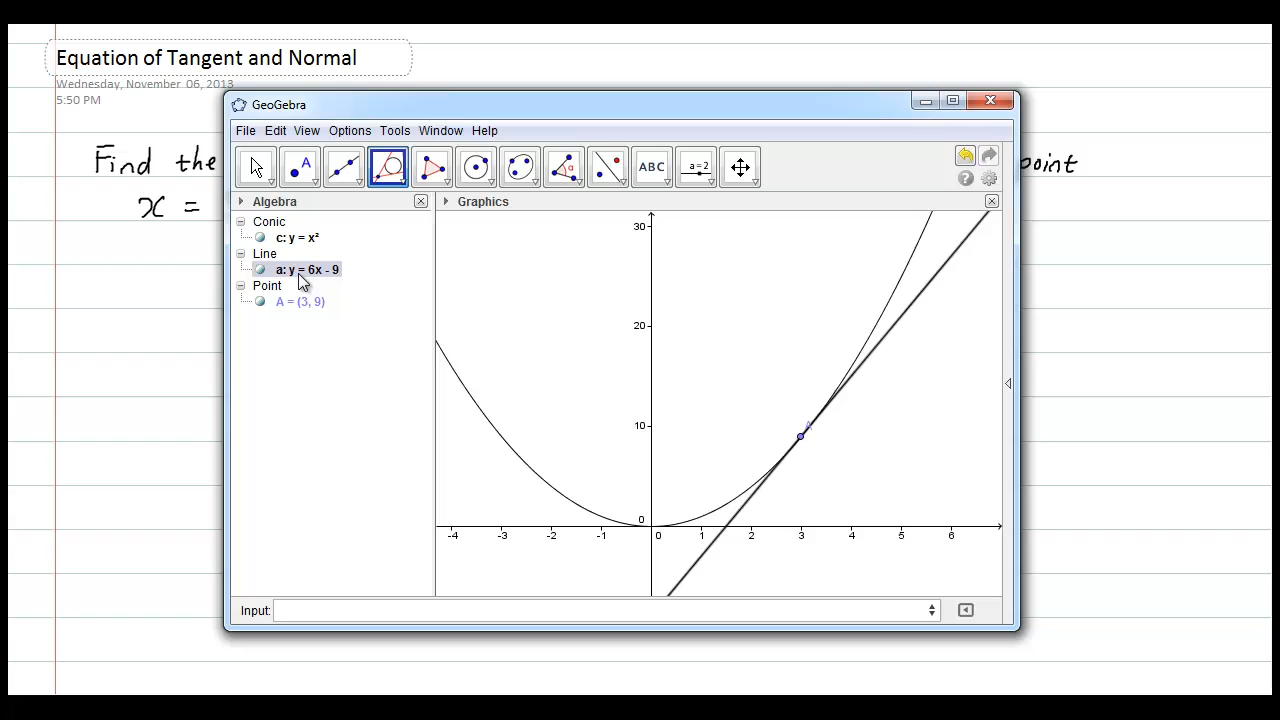 Equation of Tangent and Normal
Wednesday, November 06, 2013
5:50 PM
Find the
point
x =
GeoGebra
File Edit View Options Tools Window Help
A
α
ABC
a = 2
Algebra
Graphics
Conic
c: y = x²
Line
a: y = 6x - 9
Point
A = (3, 9)
30
20
10
0
A
-4 -3 -2 -1 0 1 2 3 4 5 6
Input: